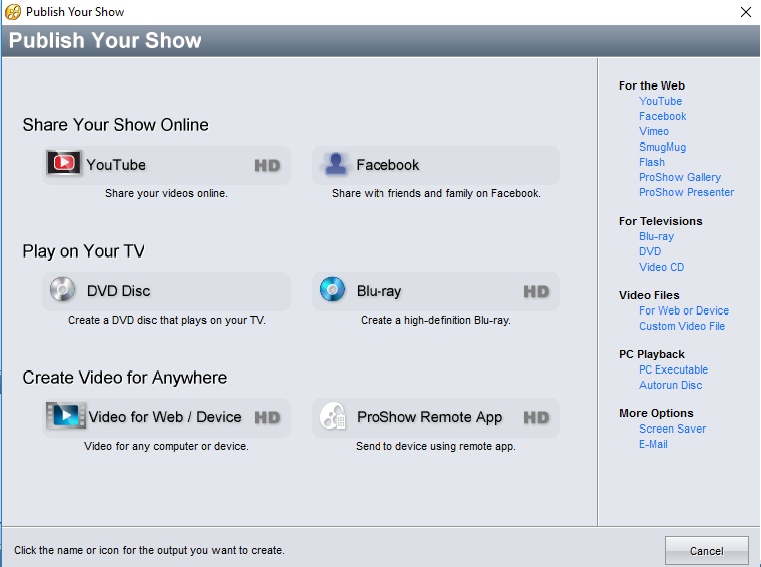 Publish Your Show
Publish Your Show
Share Your Show Online
YouTube HD
Share your videos online.
Facebook
Share with friends and family on Facebook.
Play on Your TV
DVD Disc
Create a DVD disc that plays on your TV.
Blu-ray HD
Create a high-definition Blu-ray.
Create Video for Anywhere
Video for Web / Device HD
Video for any computer or device.
ProShow Remote App HD
Send to device using remote app.
For the Web
YouTube
Facebook
Vimeo
SmugMug
Flash
ProShow Gallery
ProShow Presenter
For Televisions
Blu-ray
DVD
Video CD
Video Files
For Web or Device
Custom Video File
PC Playback
PC Executable
Autorun Disc
More Options
Screen Saver
E-Mail
Click the name or icon for the output you want to create.
Cancel